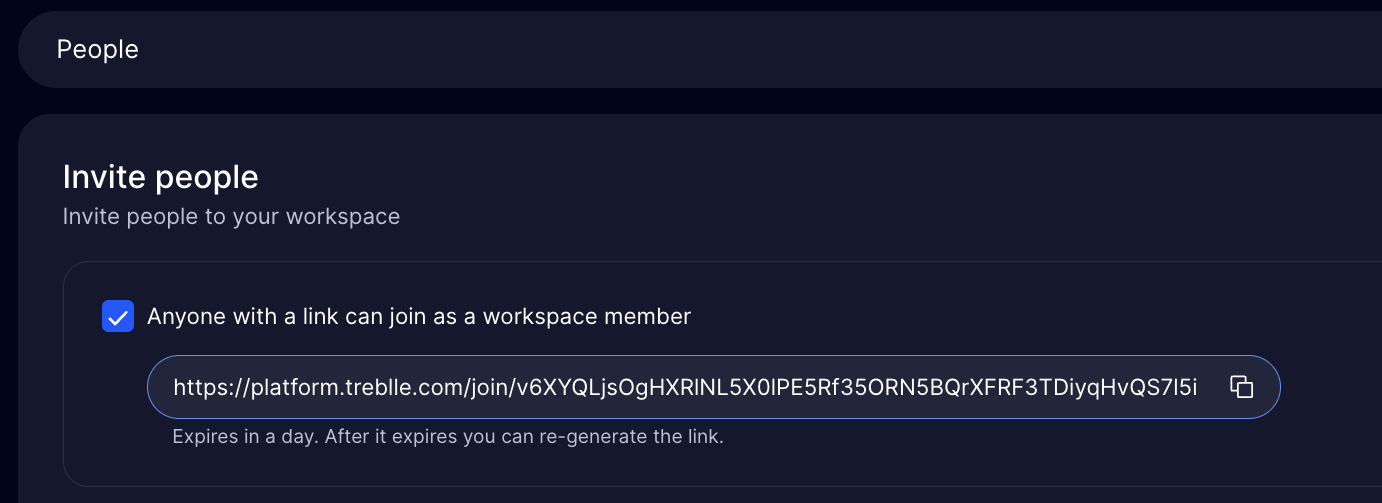 People
Invite people
Invite people to your workspace
Anyone with a link can join as a workspace member
https://platform.treblle.com/join/v6XYQLjsOgHXRlNL5X0lPE5Rf35ORN5BQrXFRF3TDiyqHvQS7l5i
Expires in a day. After it expires you can re-generate the link.